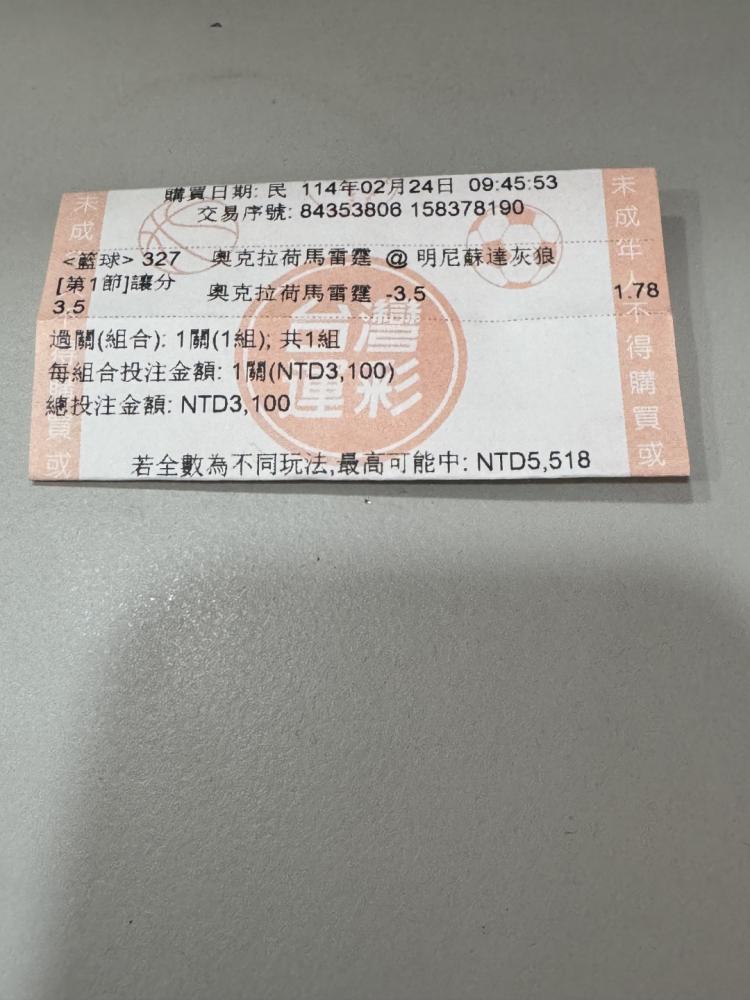 購買日期: 民 114年02月24日 09:45:53
交易序號: 84353806 158378190
<籃球> 327 奧克拉荷馬雷霆 @ 明尼蘇達灰狼
[第1節]讓分 奧克拉荷馬雷霆 -3.5 1.78
3.5
過關(組合): 1關(1組); 共1組
每組合投注金額: 1關(NTD3,100)
總投注金額: NTD3,100
若全數為不同玩法,最高可能中: NTD5,518
台灣
運彩
未成年人不得購買或
未成 得購買或